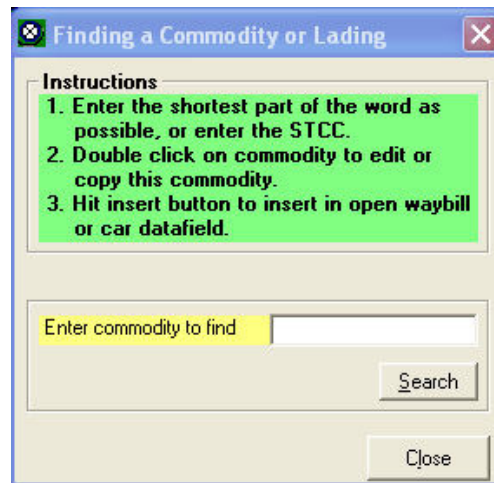 Finding a Commodity or Lading
Instructions
1. Enter the shortest part of the word as
possible, or enter the STCC.
2. Double click on commodity to edit or
copy this commodity.
3. Hit insert button to insert in open waybill
or car datafield.
Enter commodity to find
Search
Close